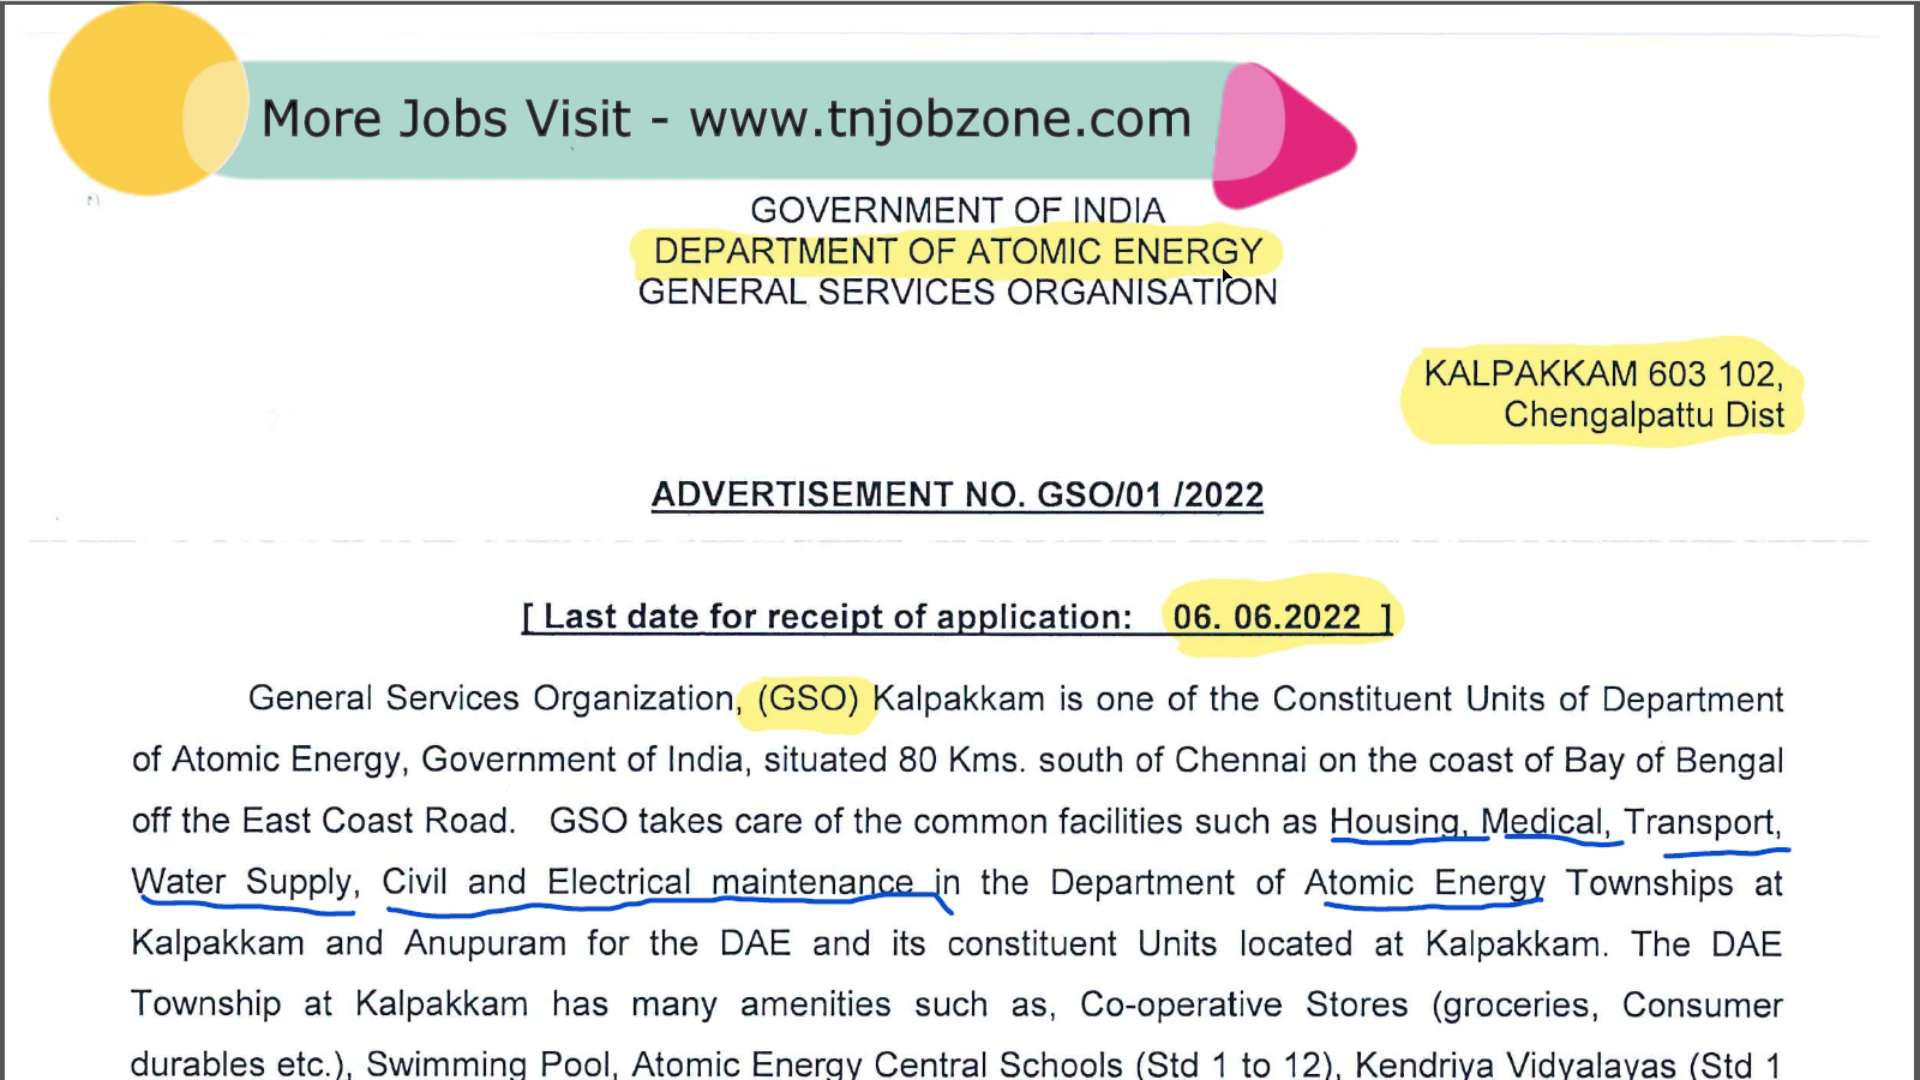 More Jobs Visit - www.tnjobzone.com
GOVERNMENT OF INDIA
DEPARTMENT OF ATOMIC ENERGY
GENERAL SERVICES ORGANISATION
KALPAKKAM 603 102,
Chengalpattu Dist
ADVERTISEMENT NO. GSO/01 /2022
[ Last date for receipt of application: 06. 06.2022 ]
General Services Organization, (GSO) Kalpakkam is one of the Constituent Units of Department
of Atomic Energy, Government of India, situated 80 Kms. south of Chennai on the coast of Bay of Bengal
off the East Coast Road. GSO takes care of the common facilities such as Housing, Medical, Transport,
Water Supply, Civil and Electrical maintenance in the Department of Atomic Energy Townships at
Kalpakkam and Anupuram for the DAE and its constituent Units located at Kalpakkam. The DAE
Township at Kalpakkam has many amenities such as, Co-operative Stores (groceries, Consumer
durables etc.), Swimming Pool, Atomic Energy Central Schools (Std 1 to 12), Kendriya Vidyalayas (Std 1